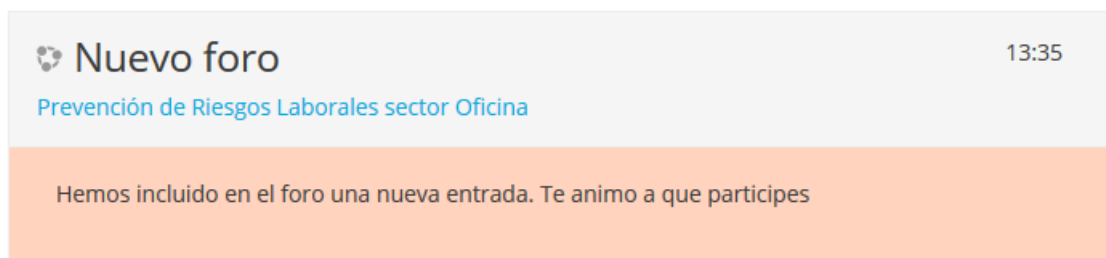 Nuevo foro
13:35
Prevención de Riesgos Laborales sector Oficina
Hemos incluido en el foro una nueva entrada. Te animo a que participes